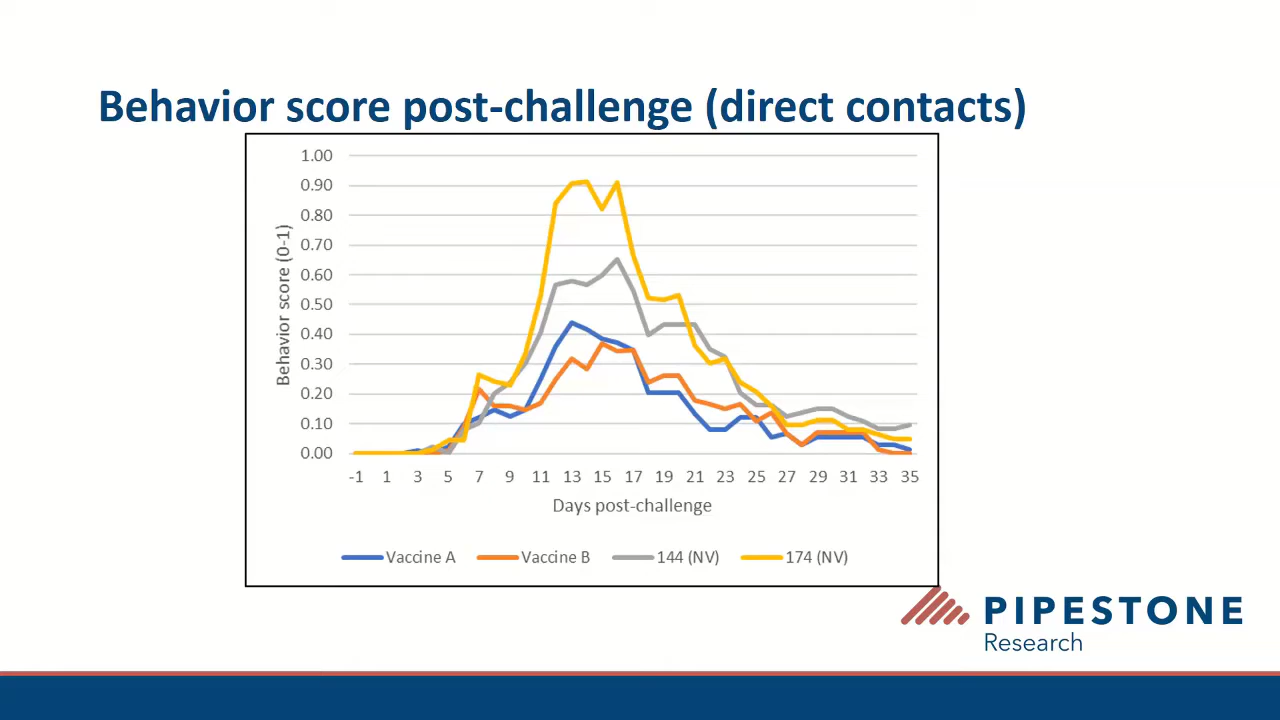 Behavior score post-challenge (direct contacts)
1.00
0.90
0.80
0.70
0.60
0.50
0.40
0.30
0.20
0.10
0.00
Behavior score (0-1)
-1 1 3 5 7 9 11 13 15 17 19 21 23 25 27 29 31 33 35
Days post-challenge
Vaccine A Vaccine B 144 (NV) 174 (NV)
PIPESTONE
Research